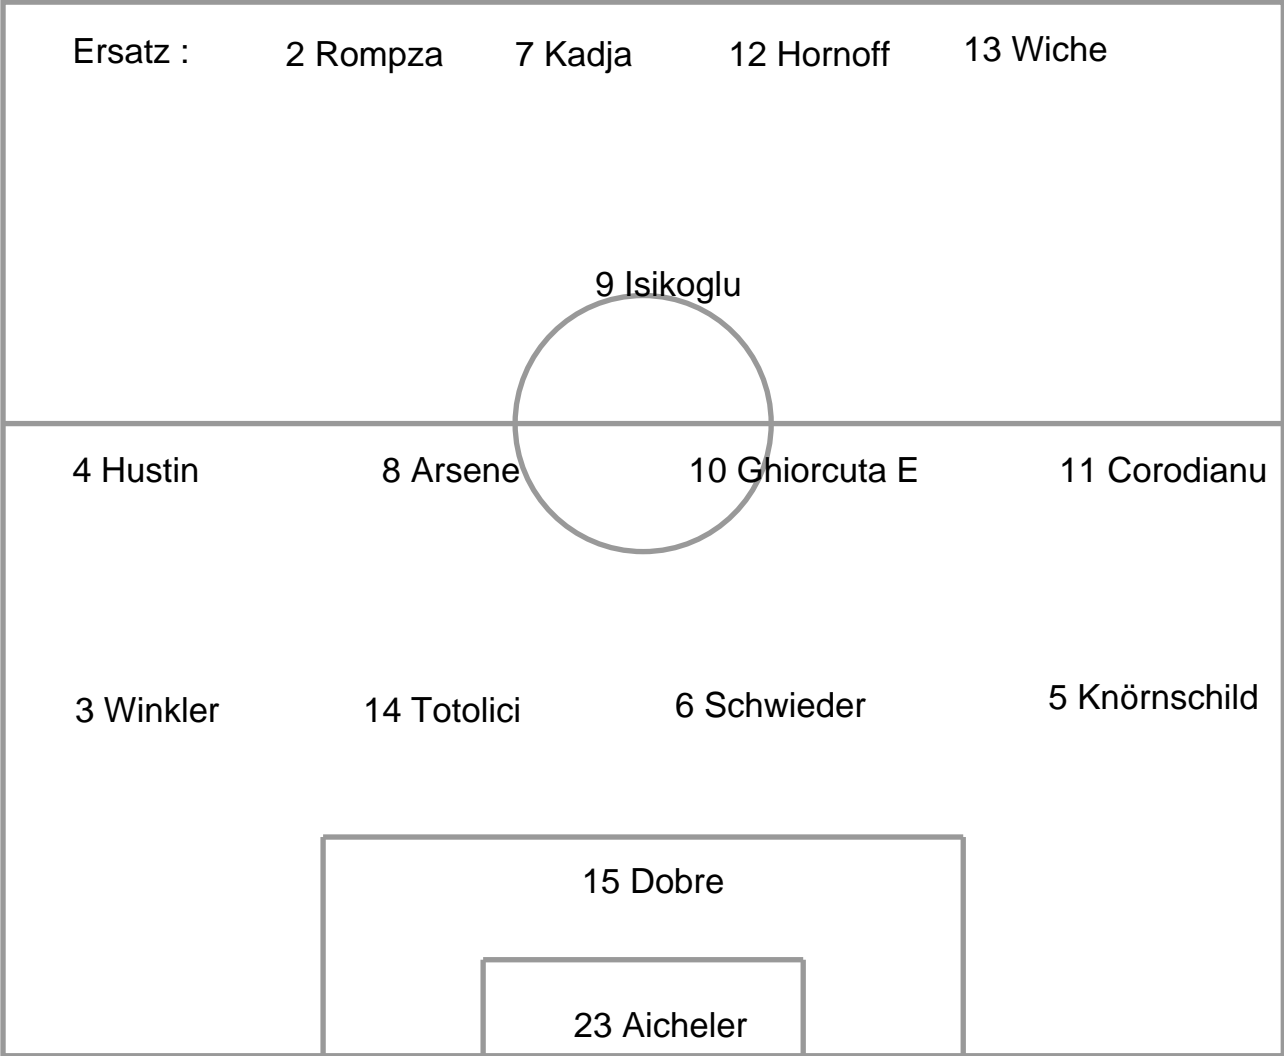 Ersatz : 2 Rompza 7 Kadja 12 Hornoff 13 Wiche
9 Isikoglu
4 Hustin 8 Arsene 10 Ghiorcuta E 11 Corodianu
3 Winkler 14 Totolici 6 Schwieder 5 Knörnschild
15 Dobre
23 Aicheler